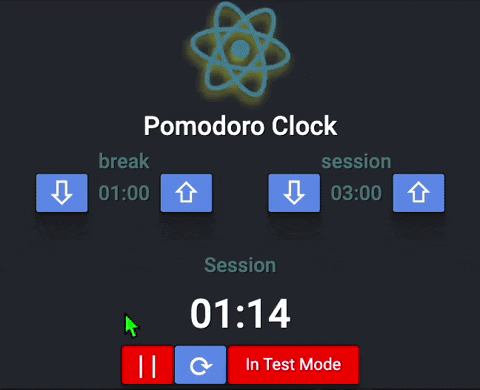 Pomodoro Clock
break session
01:00 03:00
Session
01:14
In Test Mode